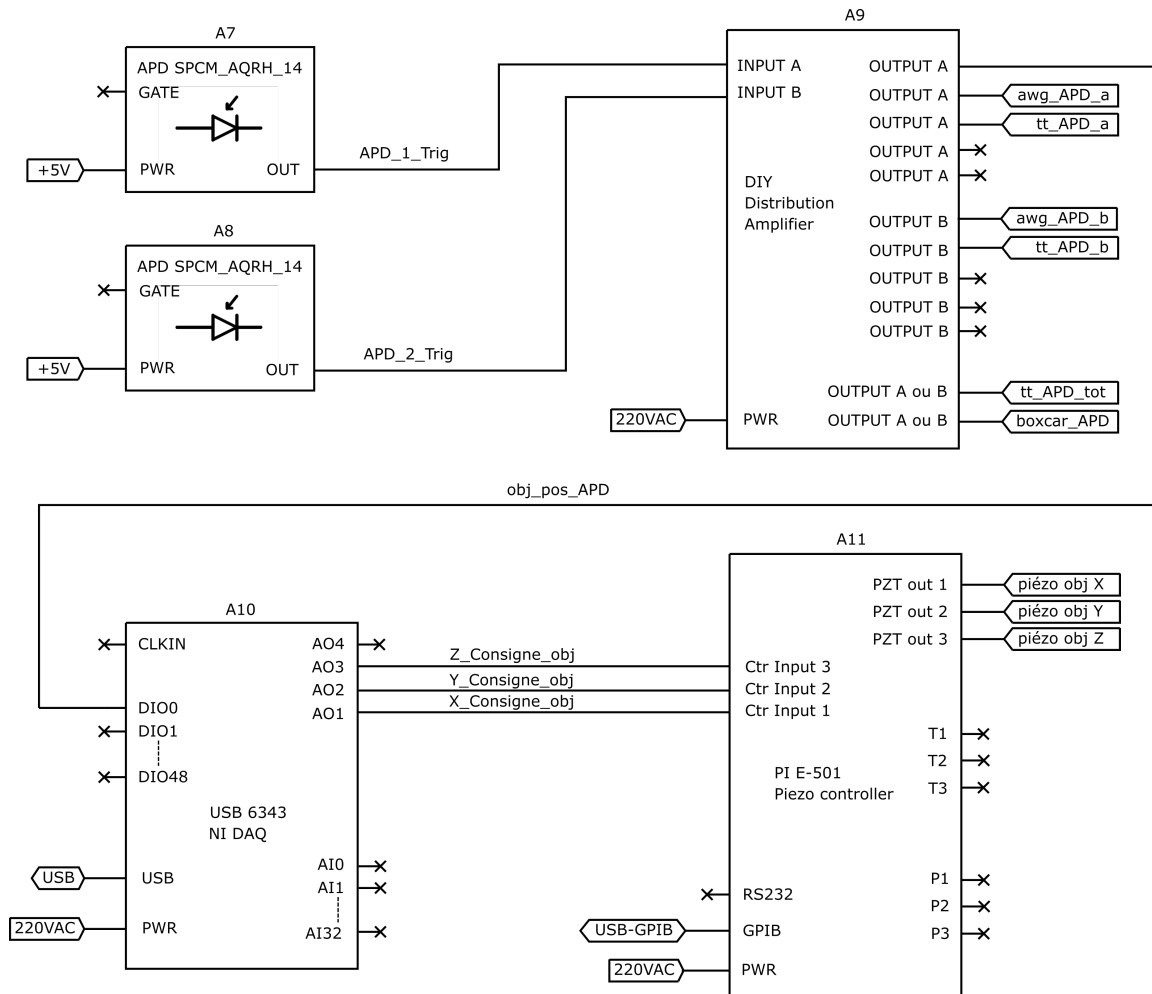 A7
APD SPCM_AQRH_14
GATE
+5V
PWR
OUT
APD_1_Trig
A8
APD SPCM_AQRH_14
GATE
+5V
PWR
OUT
APD_2_Trig
A9
INPUT A
INPUT B
DIY
Distribution
Amplifier
220VAC
PWR
OUTPUT A
OUTPUT A
awg_APD_a
OUTPUT A
tt_APD_a
OUTPUT A
OUTPUT A
OUTPUT B
awg_APD_b
OUTPUT B
tt_APD_b
OUTPUT B
OUTPUT B
OUTPUT B
OUTPUT A ou B
tt_APD_tot
OUTPUT A ou B
boxcar_APD
obj_pos_APD
A10
CLKIN
DIO0
DIO1
DIO48
USB 6343
NI DAQ
USB
USB
220VAC
PWR
AO4
AO3
AO2
AO1
AI0
AI1
AI32
Z_Consigne_obj
Y_Consigne_obj
X_Consigne_obj
A11
Ctr Input 3
Ctr Input 2
Ctr Input 1
PI E-501
Piezo controller
RS232
USB-GPIB
GPIB
220VAC
PWR
PZT out 1
piézo obj X
PZT out 2
piézo obj Y
PZT out 3
piézo obj Z
T1
T2
T3
P1
P2
P3